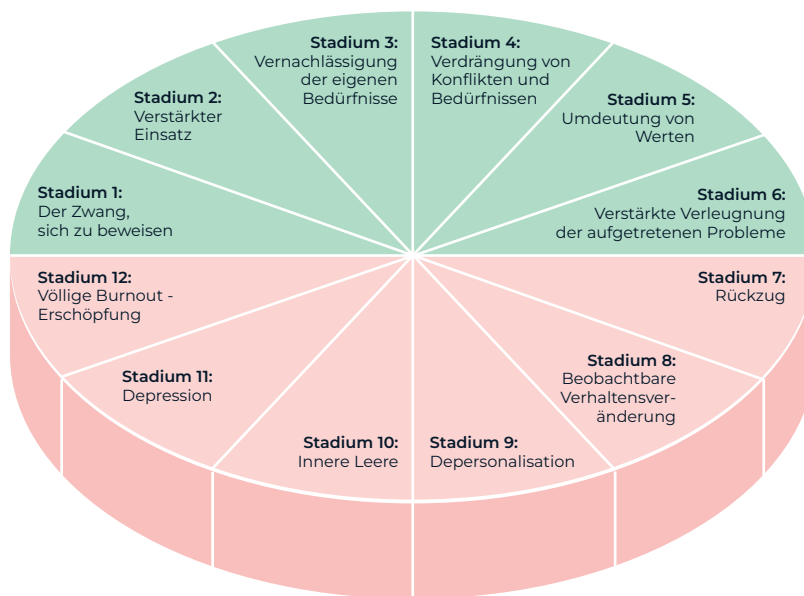 Stadium 1:
Der Zwang,
sich zu beweisen
Stadium 2:
Verstärkter
Einsatz
Stadium 3:
Vernachlässigung
der eigenen
Bedürfnisse
Stadium 4:
Verdrängung von
Konflikten und
Bedürfnissen
Stadium 5:
Umdeutung von
Werten
Stadium 6:
Verstärkte Verleugnung
der aufgetretenen Probleme
Stadium 7:
Rückzug
Stadium 8:
Beobachtbare
Verhaltensver-
änderung
Stadium 9:
Depersonalisation
Stadium 10:
Innere Leere
Stadium 11:
Depression
Stadium 12:
Völlige Burnout -
Erschöpfung